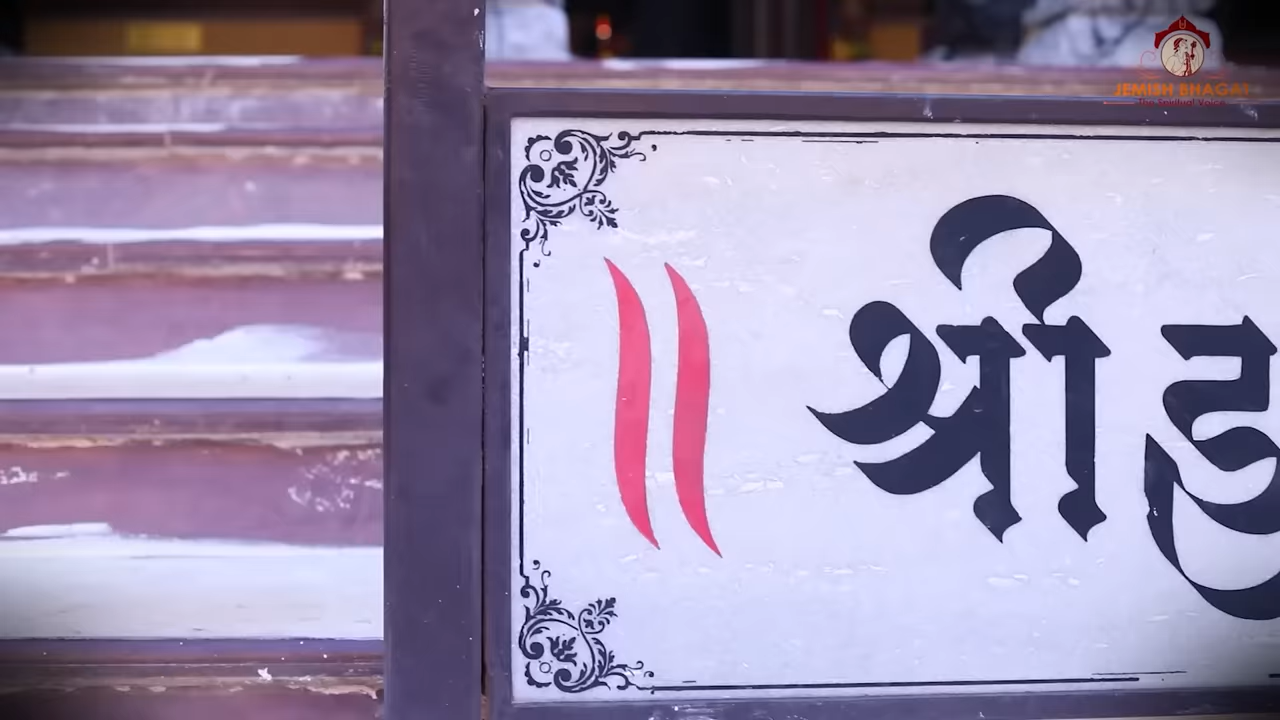 JEMISH BHAGAT
The Spiritual Voice
॥ श्री ह